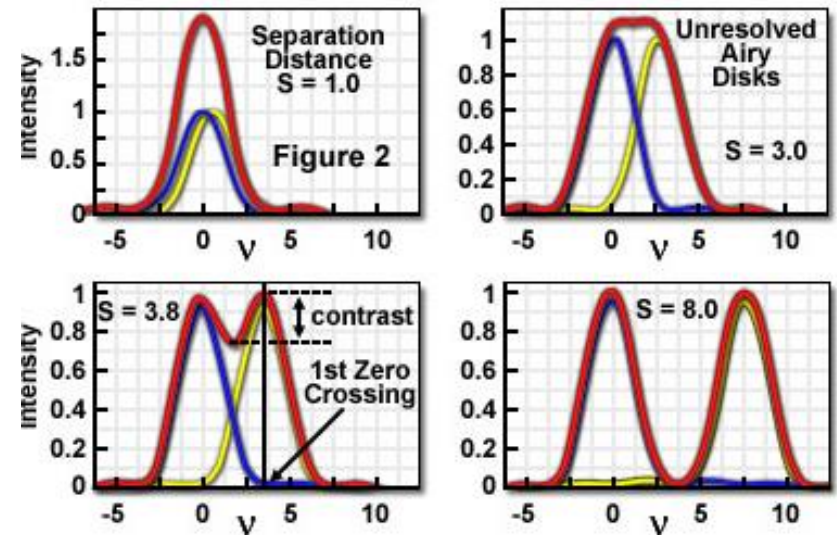 Separation
Distance
S = 1.0
Figure 2
Intensity
1.5
1
0.5
0
-5 0 5 10
ν
Unresolved
Airy
Disks
S = 3.0
1
0.8
0.6
0.4
0.2
0
-5 0 5 10
ν
S = 3.8
contrast
1st Zero
Crossing
Intensity
1
0.8
0.6
0.4
0.2
0
-5 0 5 10
ν
S = 8.0
1
0.8
0.6
0.4
0.2
0
-5 0 5 10
ν